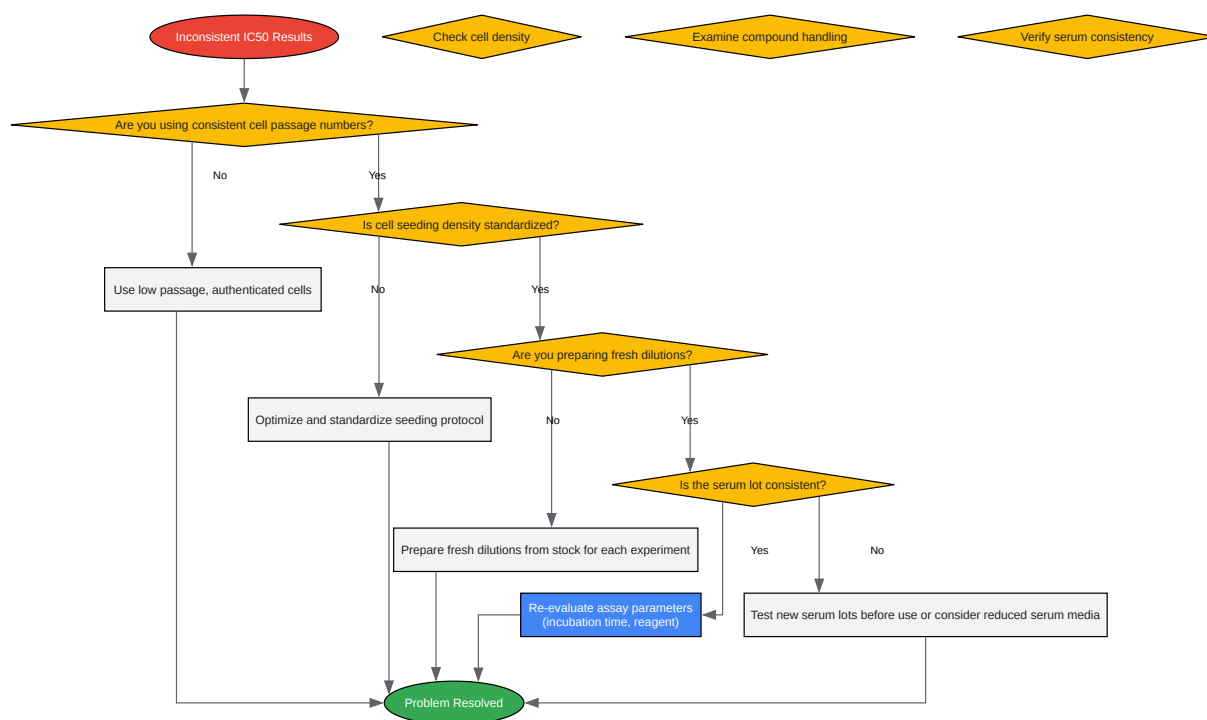 Inconsistent IC50 Results
Check cell density
Examine compound handling
Verify serum consistency
Are you using consistent cell passage numbers?
No
Yes
Is cell seeding density standardized?
Use low passage, authenticated cells
No
Yes
Are you preparing fresh dilutions?
Optimize and standardize seeding protocol
No
Yes
Is the serum lot consistent?
Prepare fresh dilutions from stock for each experiment
Yes
No
Re-evaluate assay parameters
(incubation time, reagent)
Test new serum lots before use or consider reduced serum media
Problem Resolved